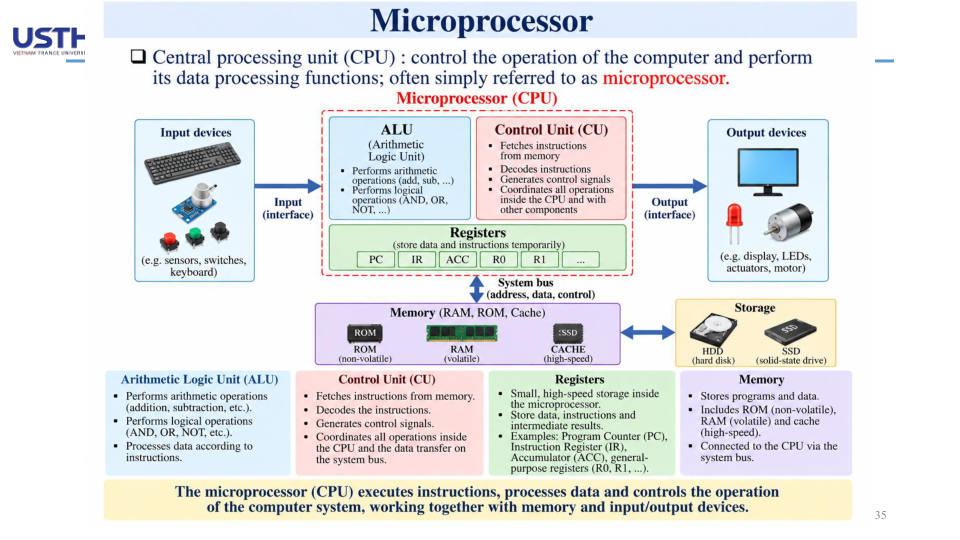 Microprocessor
USTH
VIETNAM FRANCE UNIVERSI
❑ Central processing unit (CPU) : control the operation of the computer and perform
its data processing functions; often simply referred to as microprocessor.
Microprocessor (CPU)
Input devices
(e.g. sensors, switches,
keyboard)
Input
(interface)
ALU
(Arithmetic
Logic Unit)
▪ Performs arithmetic
operations (add, sub, ...)
▪ Performs logical
operations (AND, OR,
NOT, ...)
Control Unit (CU)
▪ Fetches instructions
from memory
▪ Decodes instructions
▪ Generates control signals
▪ Coordinates all operations
inside the CPU and with
other components
Registers
(store data and instructions temporarily)
PC IR ACC R0 R1 ...
Output
(interface)
Output devices
(e.g. display, LEDs,
actuators, motor)
System bus
(address, data, control)
Memory (RAM, ROM, Cache)
ROM
ROM
(non-volatile)
RAM
(volatile)
:SSD
CACHE
(high-speed)
Storage
HDD
(hard disk)
SSD
SSD
(solid-state drive)
Arithmetic Logic Unit (ALU)
▪ Performs arithmetic operations
(addition, subtraction, etc.).
▪ Performs logical operations
(AND, OR, NOT, etc.).
▪ Processes data according to
instructions.
Control Unit (CU)
▪ Fetches instructions from memory.
▪ Decodes the instructions.
▪ Generates control signals.
▪ Coordinates all operations inside
the CPU and the data transfer on
the system bus.
Registers
▪ Small, high-speed storage inside
the microprocessor.
▪ Store data, instructions and
intermediate results.
▪ Examples: Program Counter (PC),
Instruction Register (IR),
Accumulator (ACC), general-
purpose registers (R0, R1, ...).
Memory
▪ Stores programs and data.
▪ Includes ROM (non-volatile),
RAM (volatile) and cache
(high-speed).
▪ Connected to the CPU via the
system bus.
The microprocessor (CPU) executes instructions, processes data and controls the operation
of the computer system, working together with memory and input/output devices.
35